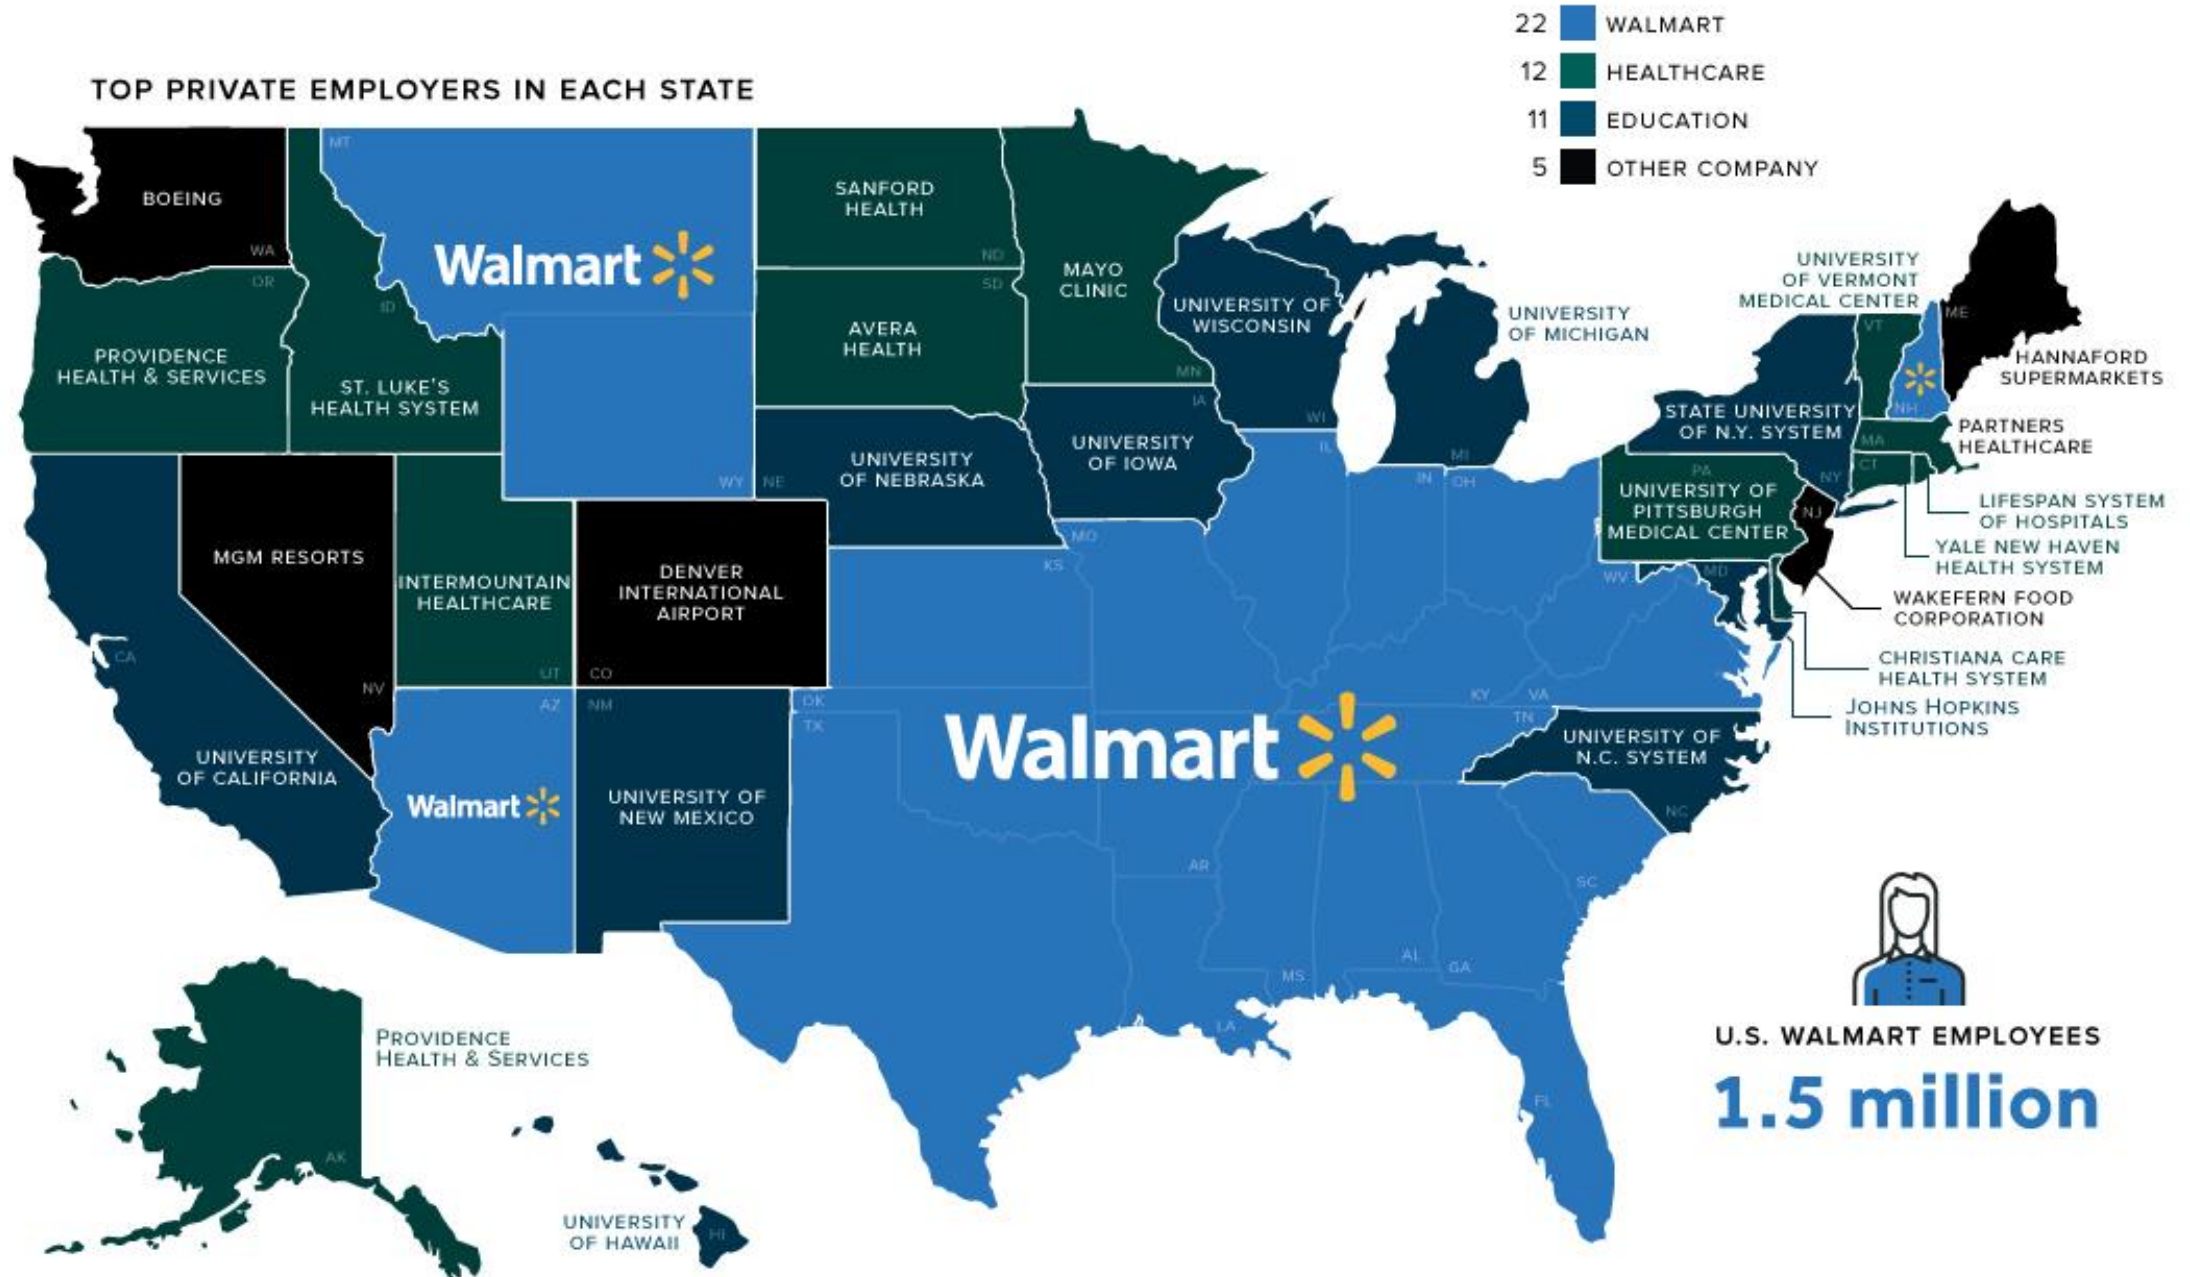 22 WALMART
12 HEALTHCARE
11 EDUCATION
5 OTHER COMPANY
TOP PRIVATE EMPLOYERS IN EACH STATE
BOEING
WA
OR
PROVIDENCE
HEALTH & SERVICES
ID
ST. LUKE'S
HEALTH SYSTEM
MT
Walmart
WY
SANFORD
HEALTH
ND
SD
AVERA
HEALTH
MAYO
CLINIC
MN
UNIVERSITY OF
WISCONSIN
WI
UNIVERSITY
OF MICHIGAN
MI
NE
UNIVERSITY
OF NEBRASKA
IA
UNIVERSITY
OF IOWA
UNIVERSITY
OF VERMONT
MEDICAL CENTER
VT
NH
ME
HANNAFORD
SUPERMARKETS
STATE UNIVERSITY
OF N.Y. SYSTEM
NY
MA
PARTNERS
HEALTHCARE
CT
LIFESPAN SYSTEM
OF HOSPITALS
YALE NEW HAVEN
HEALTH SYSTEM
PA
UNIVERSITY OF
PITTSBURGH
MEDICAL CENTER
NJ
WAKEFERN FOOD
CORPORATION
CHRISTIANA CARE
HEALTH SYSTEM
MD
JOHNS HOPKINS
INSTITUTIONS
CA
UNIVERSITY
OF CALIFORNIA
MGM RESORTS
NV
INTERMOUNTAIN
HEALTHCARE
UT
DENVER
INTERNATIONAL
AIRPORT
CO
AZ
Walmart
NM
UNIVERSITY OF
NEW MEXICO
KS
MO
IL
IN
OH
WV
KY
VA
TN
OK
TX
Walmart
UNIVERSITY OF
N.C. SYSTEM
NC
AR
SC
MS
AL
GA
LA
FL
PROVIDENCE
HEALTH & SERVICES
AK
UNIVERSITY
OF HAWAII
HI
U.S. WALMART EMPLOYEES
1.5 million